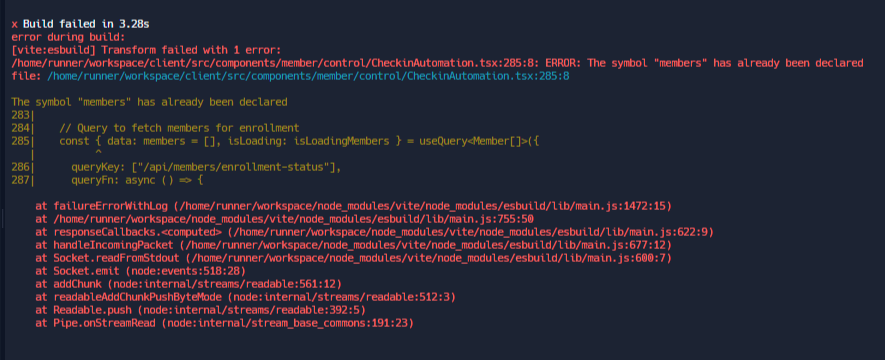 x Build failed in 3.28s
error during build:
[vite:esbuild] Transform failed with 1 error:
/home/runner/workspace/client/src/components/member/control/CheckinAutomation.tsx:285:8: ERROR: The symbol "members" has already been declared
file: /home/runner/workspace/client/src/components/member/control/CheckinAutomation.tsx:285:8

The symbol "members" has already been declared
283|
284|    // Query to fetch members for enrollment
285|    const { data: members = [], isLoading: isLoadingMembers } = useQuery<Member[]>({
   |          ^
286|      queryKey: ["/api/members/enrollment-status"],
287|      queryFn: async () => {

    at failureErrorWithLog (/home/runner/workspace/node_modules/vite/node_modules/esbuild/lib/main.js:1472:15)
    at /home/runner/workspace/node_modules/vite/node_modules/esbuild/lib/main.js:755:50
    at responseCallbacks.<computed> (/home/runner/workspace/node_modules/vite/node_modules/esbuild/lib/main.js:622:9)
    at handleIncomingPacket (/home/runner/workspace/node_modules/vite/node_modules/esbuild/lib/main.js:677:12)
    at Socket.readFromStdout (/home/runner/workspace/node_modules/vite/node_modules/esbuild/lib/main.js:600:7)
    at Socket.emit (node:events:518:28)
    at addChunk (node:internal/streams/readable:561:12)
    at readableAddChunkPushByteMode (node:internal/streams/readable:512:3)
    at Readable.push (node:internal/streams/readable:392:5)
    at Pipe.onStreamRead (node:internal/stream_base_commons:191:23)